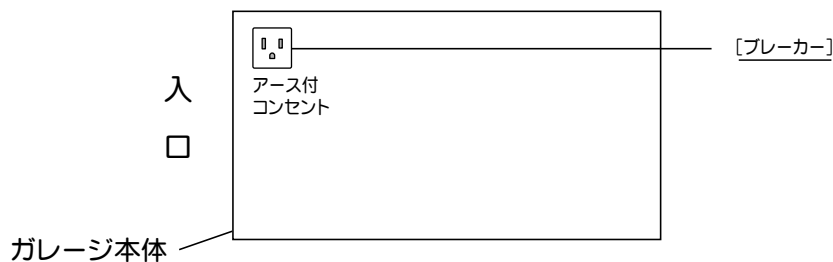 [ブレーカー]
アース付
コンセント
入
口
ガレージ本体